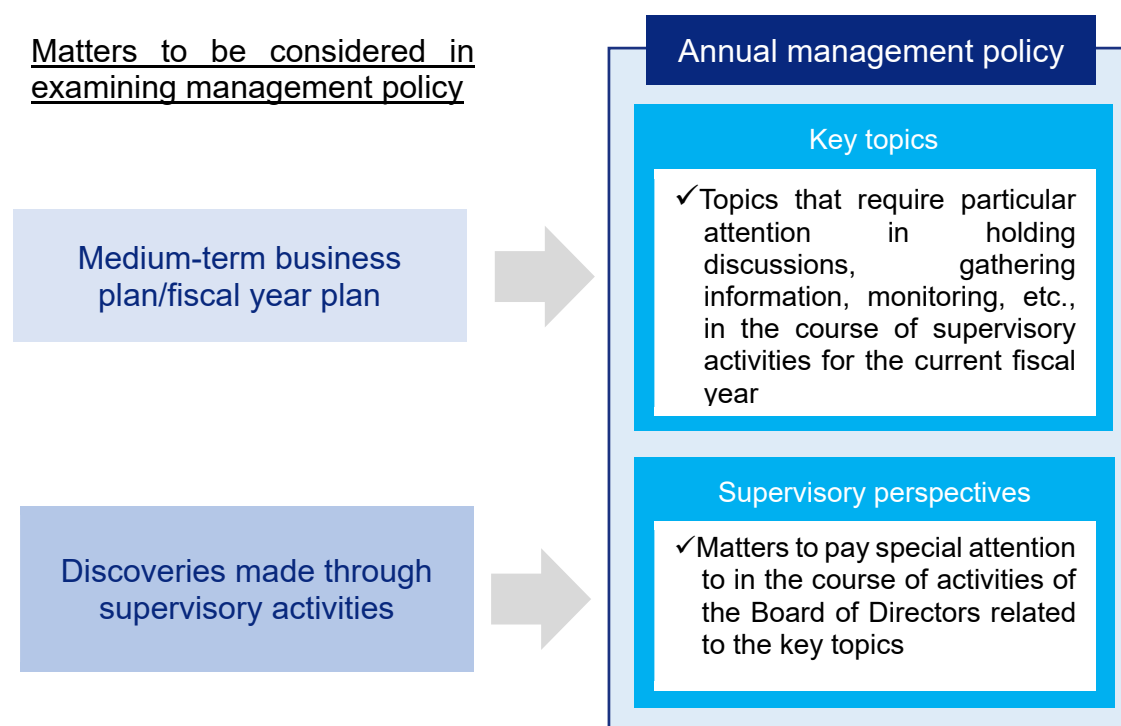 Matters to be considered in
examining management policy
Medium-term business
plan/fiscal year plan
Discoveries made through
supervisory activities
Annual management policy
Key topics
✓Topics that require particular
attention in holding
discussions, gathering
information, monitoring, etc.,
in the course of supervisory
activities for the current fiscal
year
Supervisory perspectives
✓Matters to pay special attention
to in the course of activities of
the Board of Directors related
to the key topics